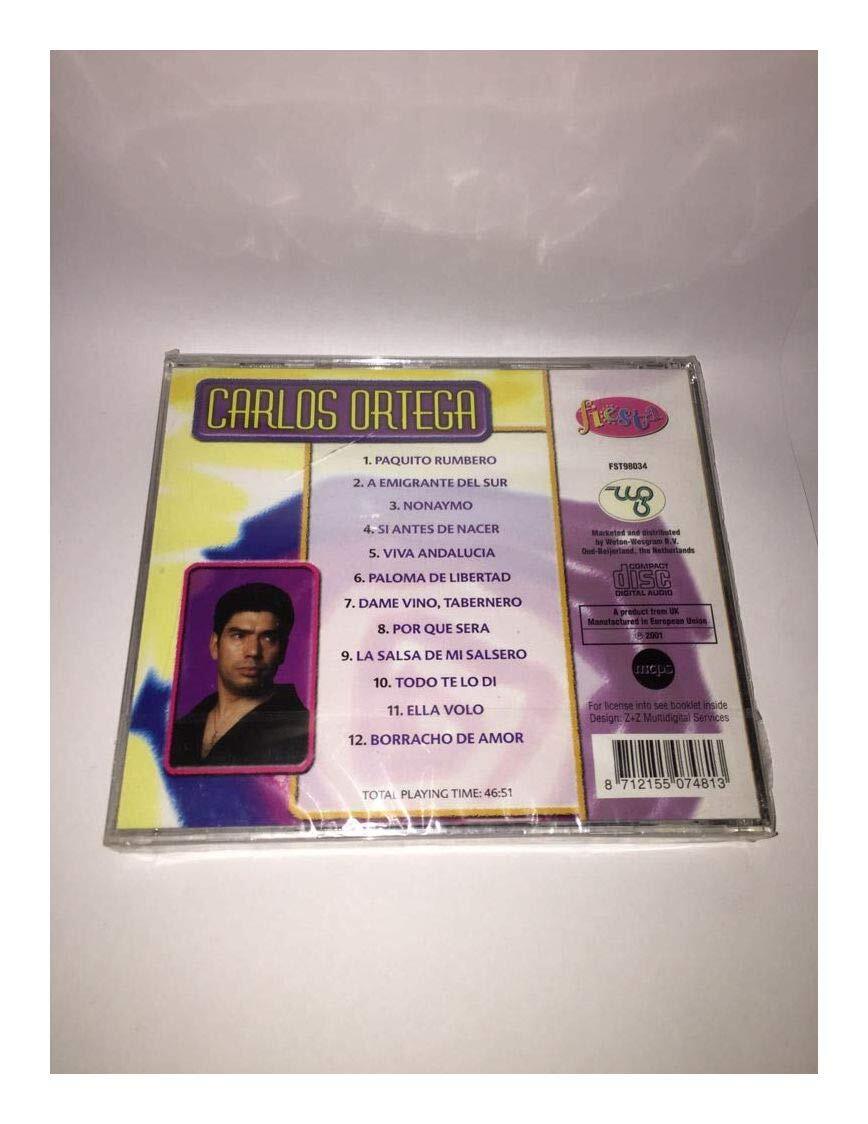 CARLOS ORTEGA
1. PAQUITO RUMBERO
2. A EMIGRANTE DEL SUR
3. NONAYMO
4. SI ANTES DE NACER
5. VIVA ANDALUCIA
6. PALOMA DE LIBERTAD
7. DAME VINO, TABERNERO
8. POR QUE SERA
9. LA SALSA DE MI SALSERO
10. TODO TE LO DI
11. ELLA VOLO
12. BORRACHO DE AMOR
TOTAL PLAYING TIME: 46:51
fiesta
FST98034
Marketed and distributed
by Weton-Wesgram B.V.
Oud-Beijerland, the Netherlands
COMPACT
disc
DIGITAL AUDIO
A product from UK
Manufactured in European Union
℗ 2001
mcps
For license info see booklet inside
Design: Z+Z Multidigital Services
8 712155 074813